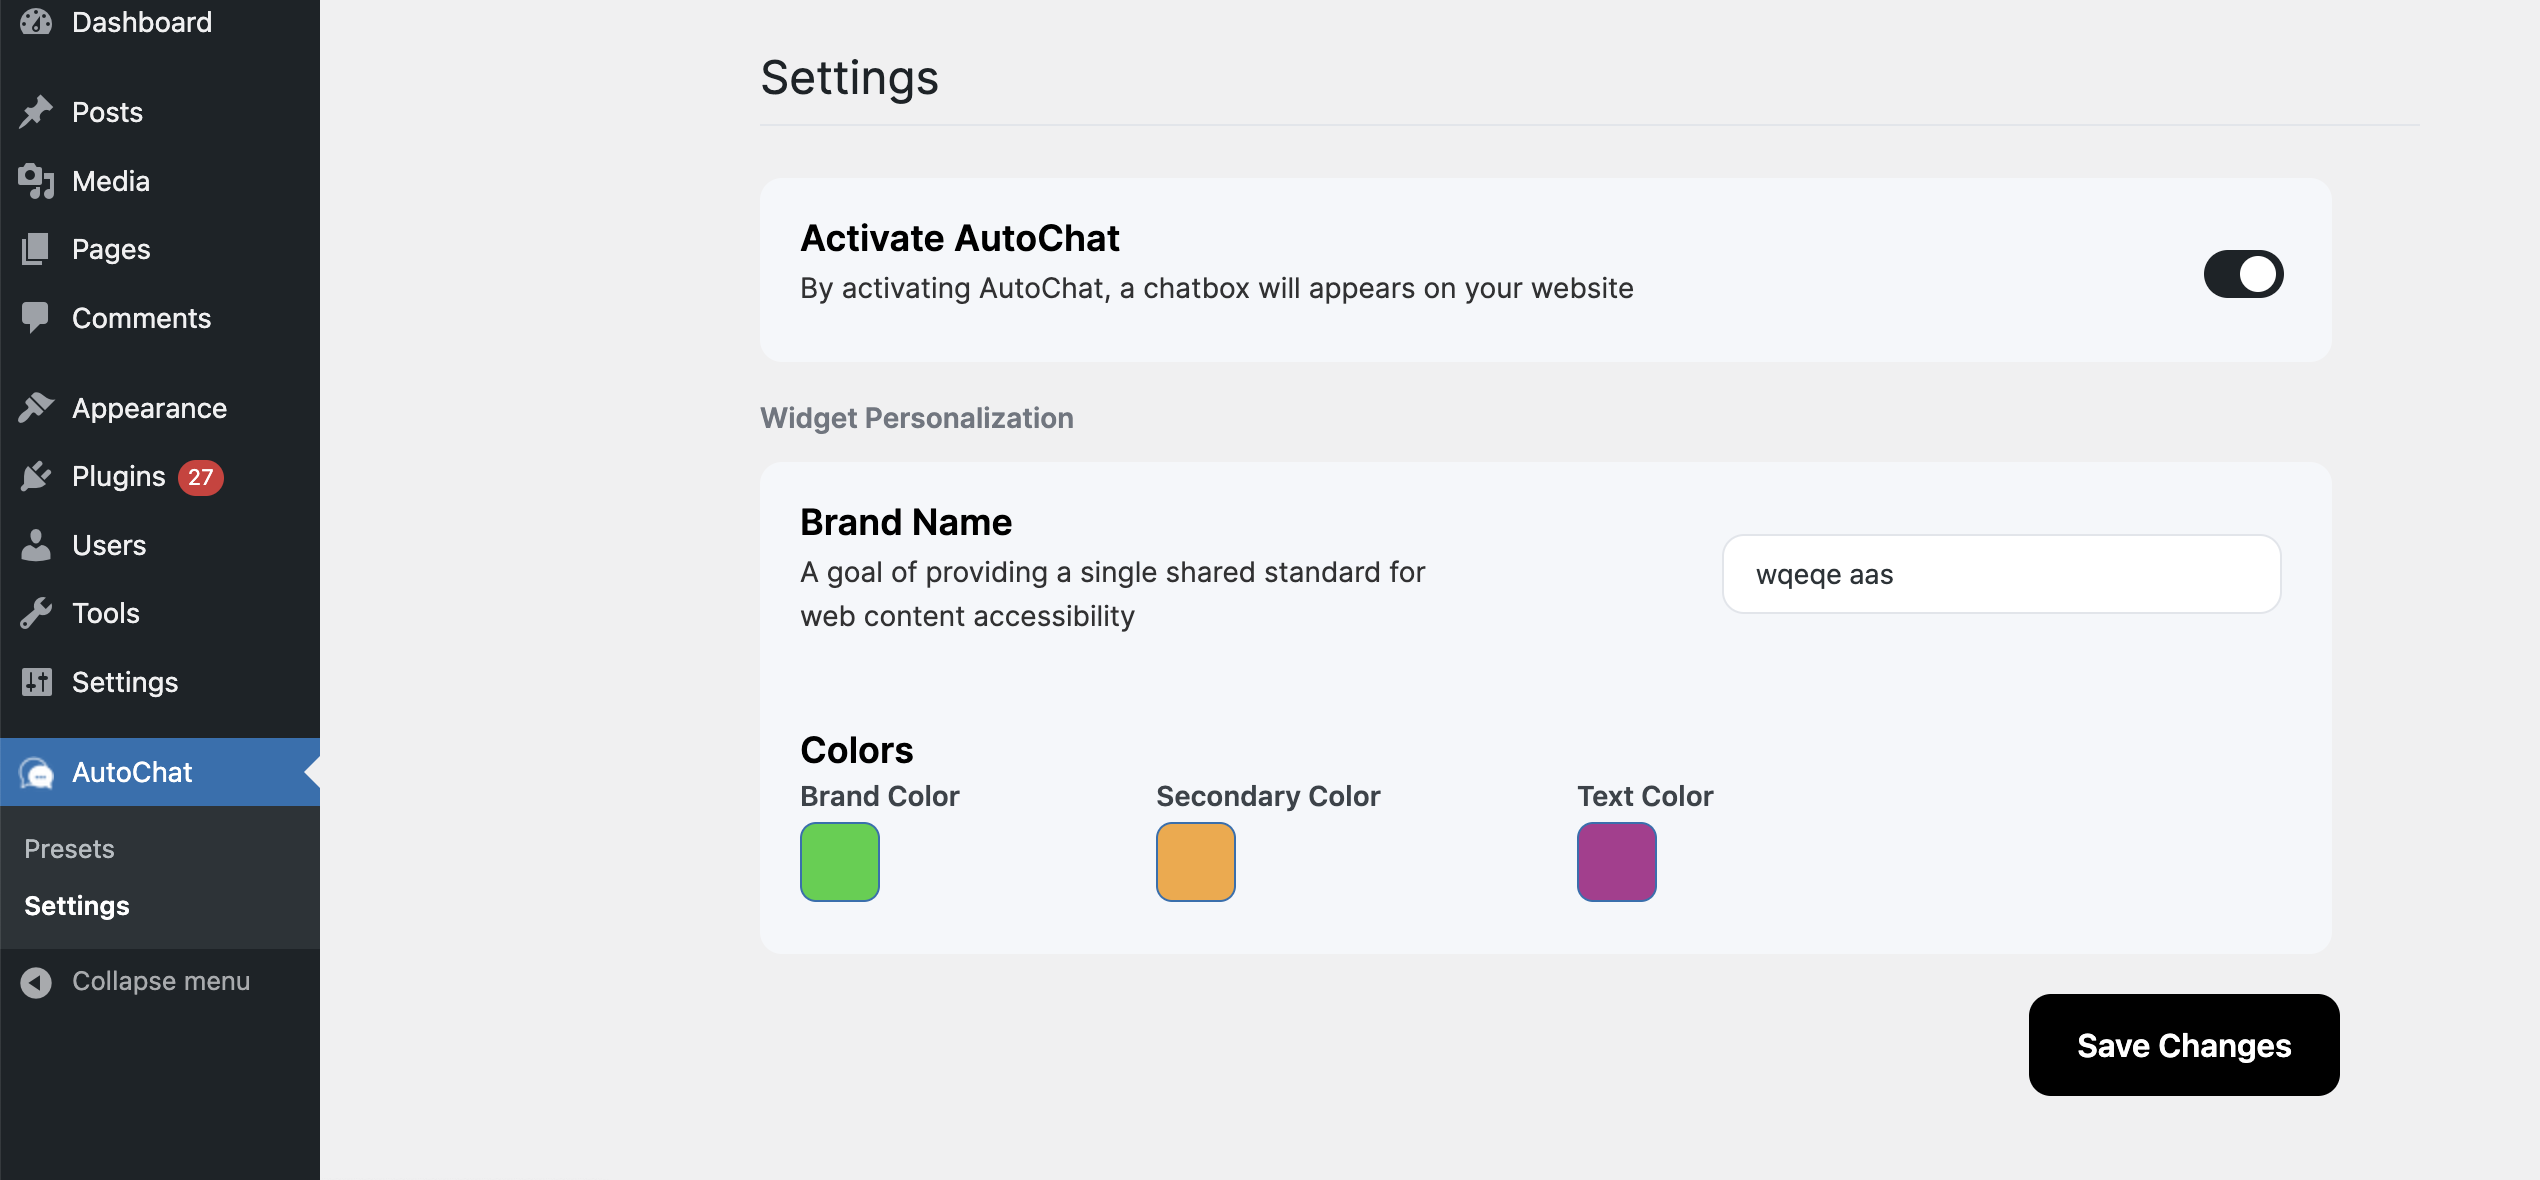 Dashboard
Posts
Media
Pages
Comments
Appearance
Plugins 27
Users
Tools
Settings
AutoChat
Presets
Settings
Collapse menu
Settings
Activate AutoChat
By activating AutoChat, a chatbox will appears on your website
Widget Personalization
Brand Name
A goal of providing a single shared standard for
web content accessibility
wqeqe aas
Colors
Brand Color
Secondary Color
Text Color
Save Changes